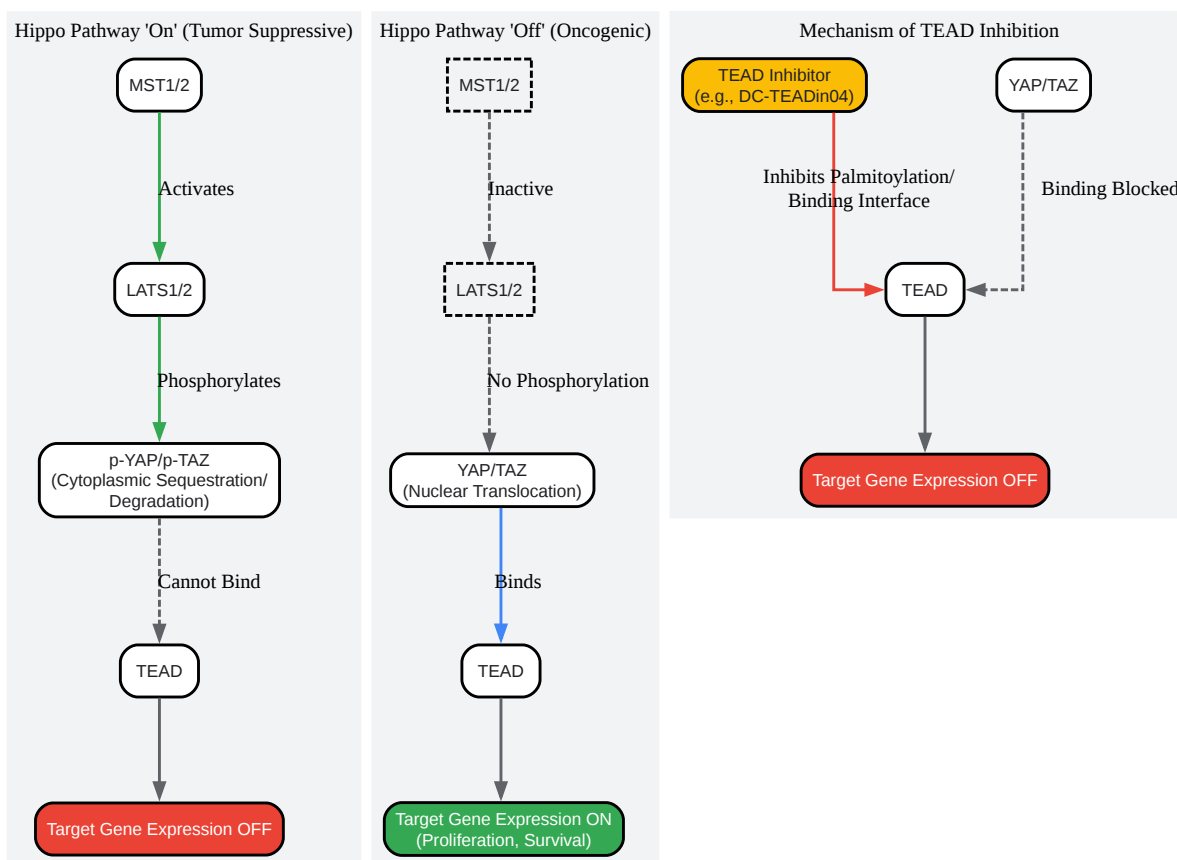 Hippo Pathway 'On' (Tumor Suppressive)
MST1/2
Activates
LATS1/2
Phosphorylates
p-YAP/p-TAZ
(Cytoplasmic Sequestration/
Degradation)
Cannot Bind
TEAD
Target Gene Expression OFF
Hippo Pathway 'Off' (Oncogenic)
MST1/2
Inactive
LATS1/2
No Phosphorylation
YAP/TAZ
(Nuclear Translocation)
Binds
TEAD
Target Gene Expression ON
(Proliferation, Survival)
Mechanism of TEAD Inhibition
TEAD Inhibitor
(e.g., DC-TEADin04)
YAP/TAZ
Inhibits Palmitoylation/
Binding Interface
Binding Blocked
TEAD
Target Gene Expression OFF